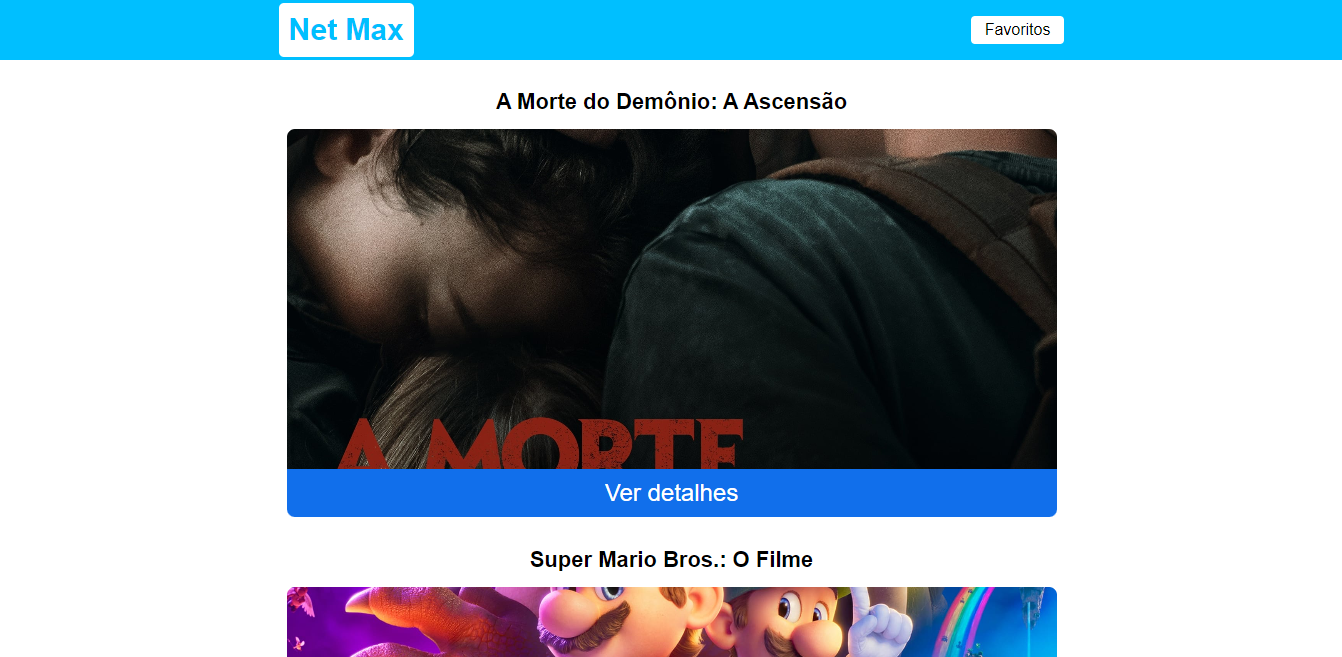 Net Max
Favoritos
A Morte do Demônio: A Ascensão
A MORTE
Ver detalhes
Super Mario Bros.: O Filme